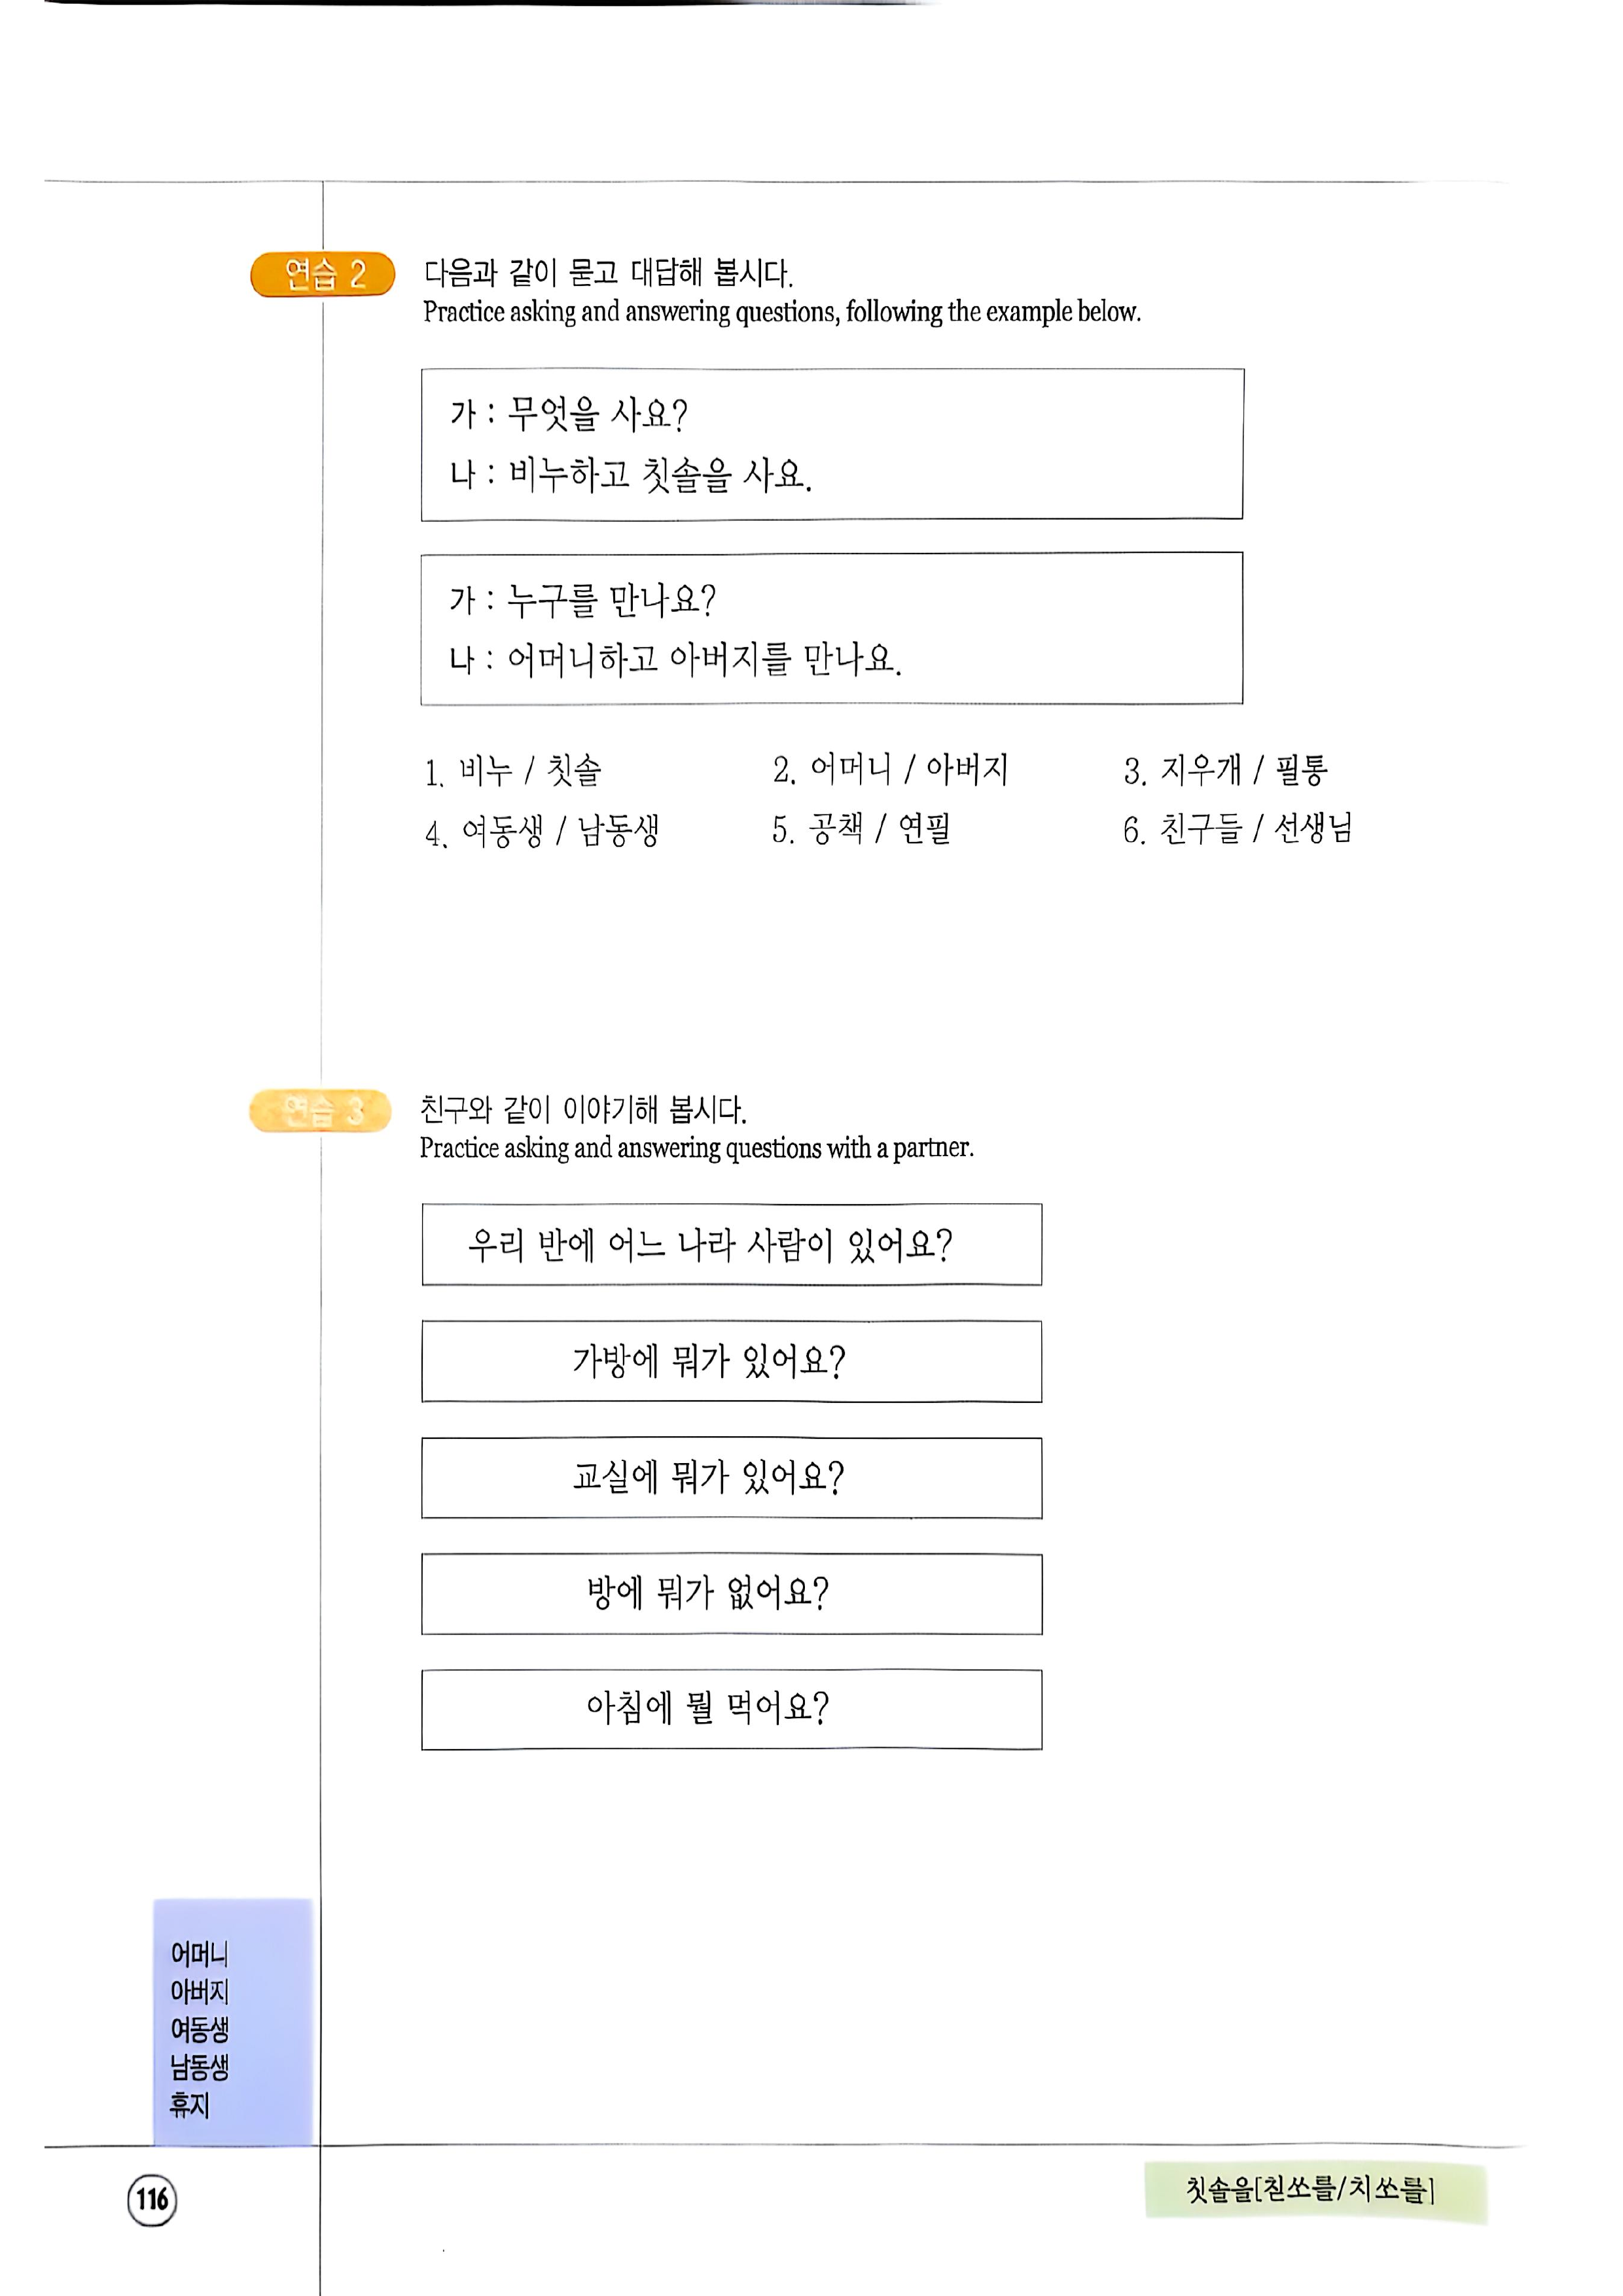 연습 2
다음과 같이 묻고 대답해 봅시다.
Practice asking and answering questions, following the example below.
가 : 무엇을 사요?
나 : 비누하고 칫솔을 사요.
가 : 누구를 만나요?
나 : 어머니하고 아버지를 만나요.
1. 비누 / 칫솔 2. 어머니 / 아버지 3. 지우개 / 필통
4. 여동생 / 남동생 5. 공책 / 연필 6. 친구들 / 선생님
연습 3
친구와 같이 이야기해 봅시다.
Practice asking and answering questions with a partner.
우리 반에 어느 나라 사람이 있어요?
가방에 뭐가 있어요?
교실에 뭐가 있어요?
방에 뭐가 없어요?
아침에 뭘 먹어요?
어머니
아버지
여동생
남동생
휴지
116
칫솔을[칟쏘를/치쏘를]